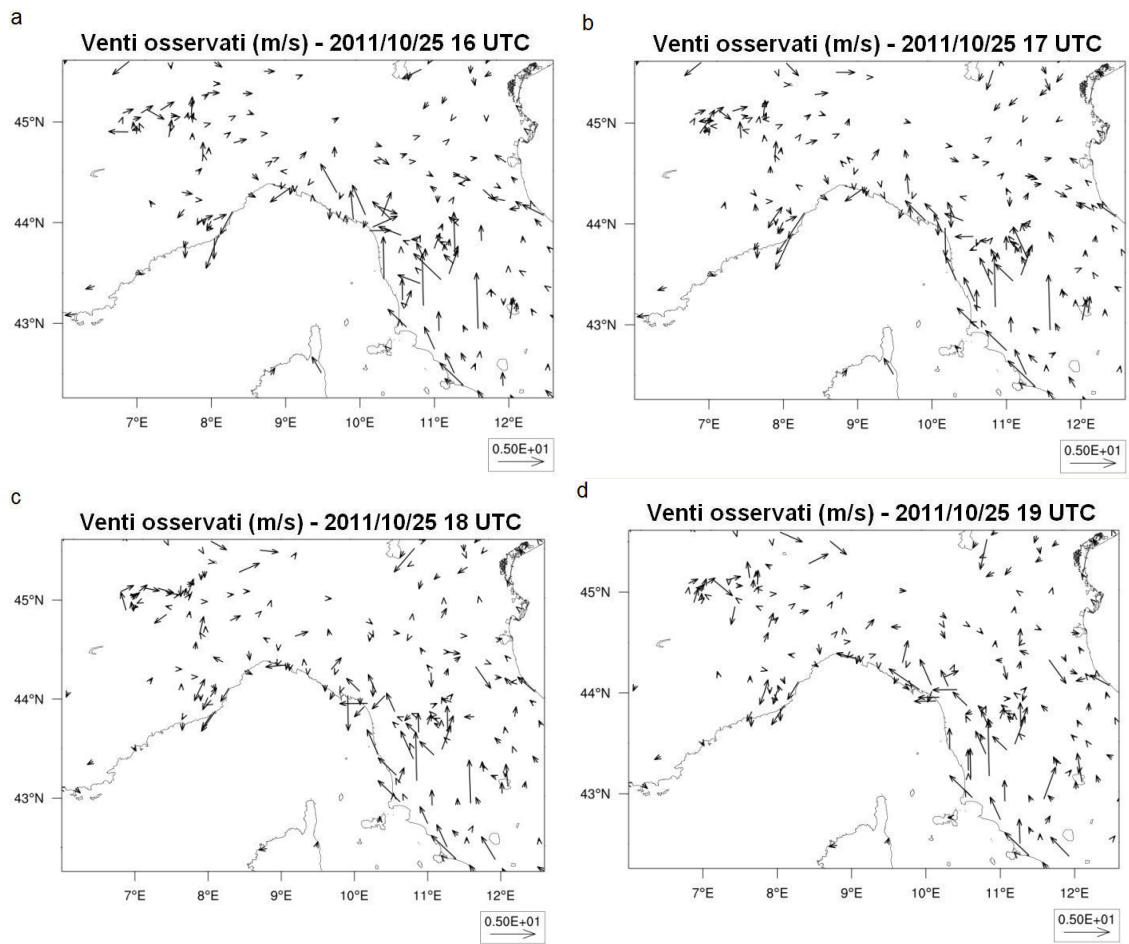 a
Venti osservati (m/s) - 2011/10/25 16 UTC
45°N
44°N
43°N
7°E 8°E 9°E 10°E 11°E 12°E
0.50E+01
b
Venti osservati (m/s) - 2011/10/25 17 UTC
45°N
44°N
43°N
7°E 8°E 9°E 10°E 11°E 12°E
0.50E+01
c
Venti osservati (m/s) - 2011/10/25 18 UTC
45°N
44°N
43°N
7°E 8°E 9°E 10°E 11°E 12°E
0.50E+01
d
Venti osservati (m/s) - 2011/10/25 19 UTC
45°N
44°N
43°N
7°E 8°E 9°E 10°E 11°E 12°E
0.50E+01